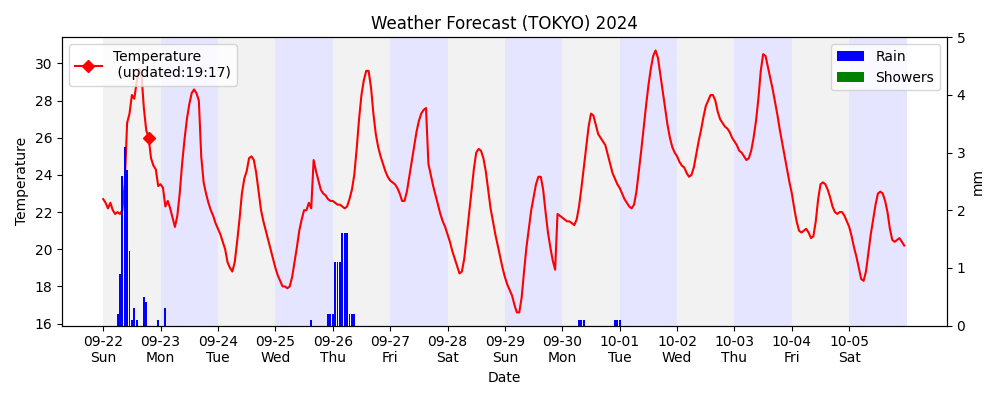 Weather Forecast (TOKYO) 2024
Temperature
(updated:19:17)
Rain
Showers
Temperature
30
28
26
24
22
20
18
16
5
4
3
2
1
0
mm
09-22 09-23 09-24 09-25 09-26 09-27 09-28 09-29 09-30 10-01 10-02 10-03 10-04 10-05
Sun Mon Tue Wed Thu Fri Sat Sun Mon Tue Wed Thu Fri Sat
Date